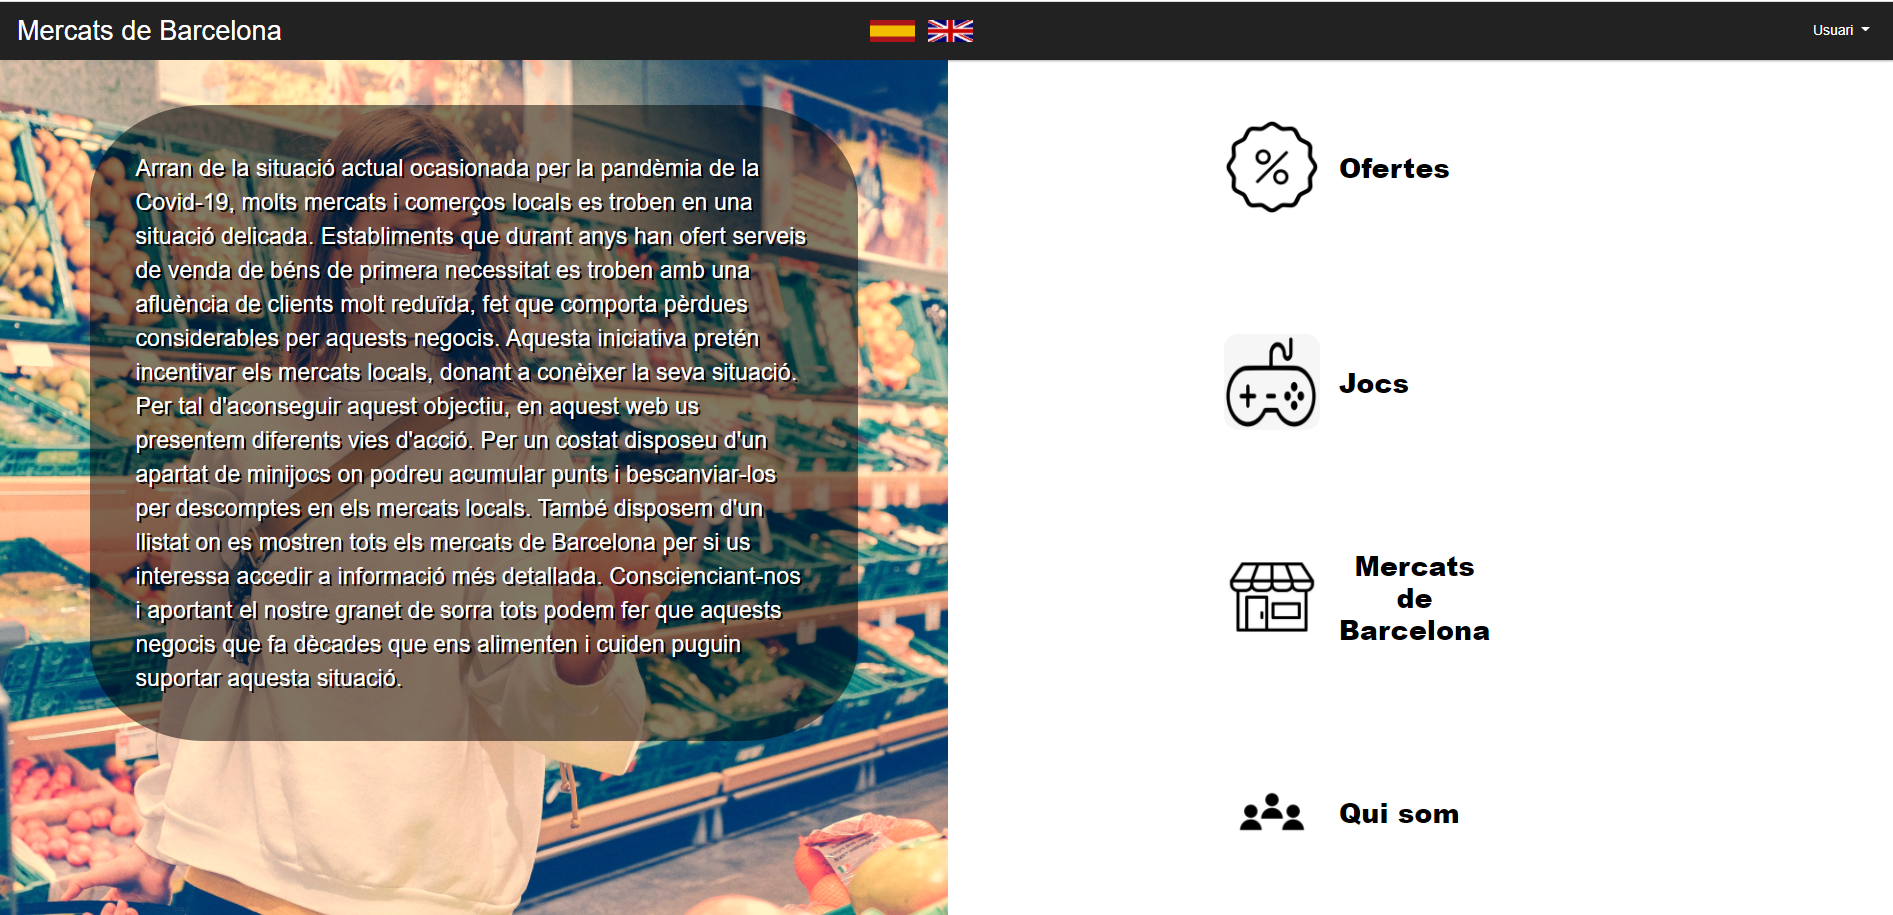 Mercats de Barcelona
Usuari
Arran de la situació actual ocasionada per la pandèmia de la
Covid-19, molts mercats i comerços locals es troben en una
situació delicada. Establiments que durant anys han ofert serveis
de venda de béns de primera necessitat es troben amb una
afluència de clients molt reduïda, fet que comporta pèrdues
considerables per aquests negocis. Aquesta iniciativa pretén
incentivar els mercats locals, donant a conèixer la seva situació.
Per tal d'aconseguir aquest objectiu, en aquest web us
presentem diferents vies d'acció. Per un costat disposeu d'un
apartat de minijocs on podreu acumular punts i bescanviar-los
per descomptes en els mercats locals. També disposem d'un
llistat on es mostren tots els mercats de Barcelona per si us
interessa accedir a informació més detallada. Conscienciant-nos
i aportant el nostre granet de sorra tots podem fer que aquests
negocis que fa dècades que ens alimenten i cuiden puguin
suportar aquesta situació.
Ofertes
Jocs
Mercats
de
Barcelona
Qui som